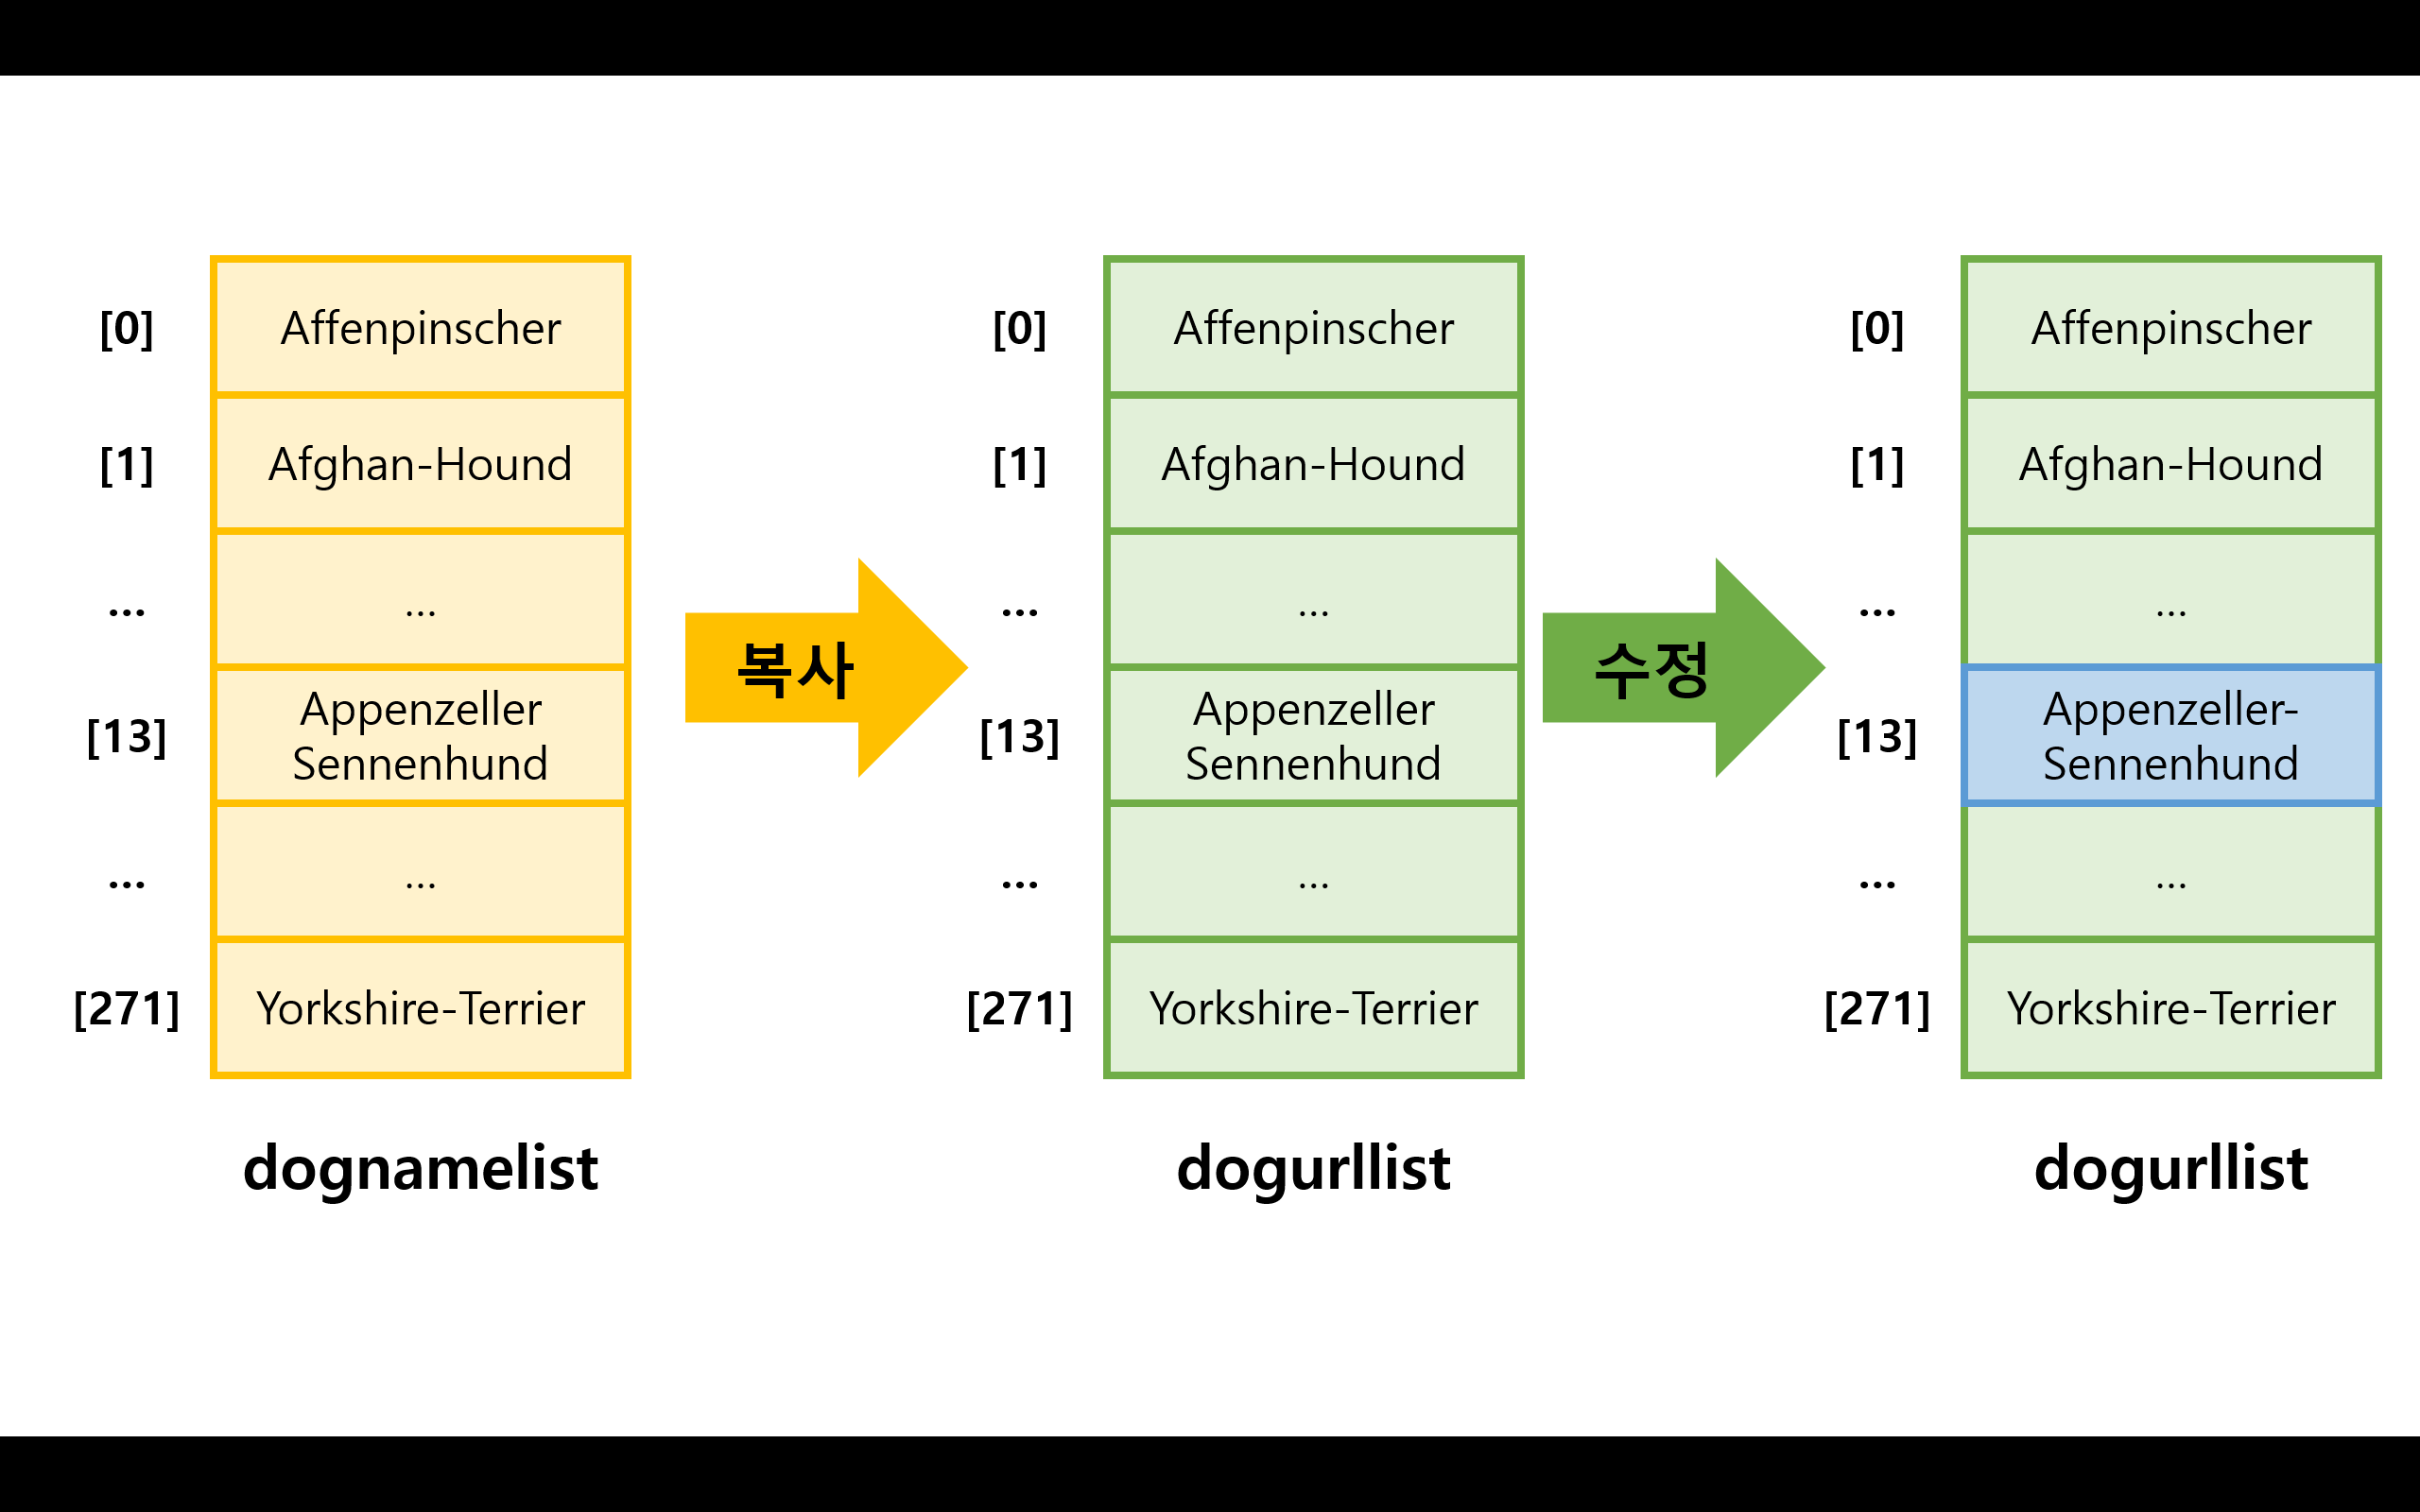 [0] Affenpinscher
[1] Afghan-Hound
... ...
[13] Appenzeller
Sennenhund
... ...
[271] Yorkshire-Terrier
dognamelist
복사
[0] Affenpinscher
[1] Afghan-Hound
... ...
[13] Appenzeller
Sennenhund
... ...
[271] Yorkshire-Terrier
dogurllist
수정
[0] Affenpinscher
[1] Afghan-Hound
... ...
[13] Appenzeller-
Sennenhund
... ...
[271] Yorkshire-Terrier
dogurllist